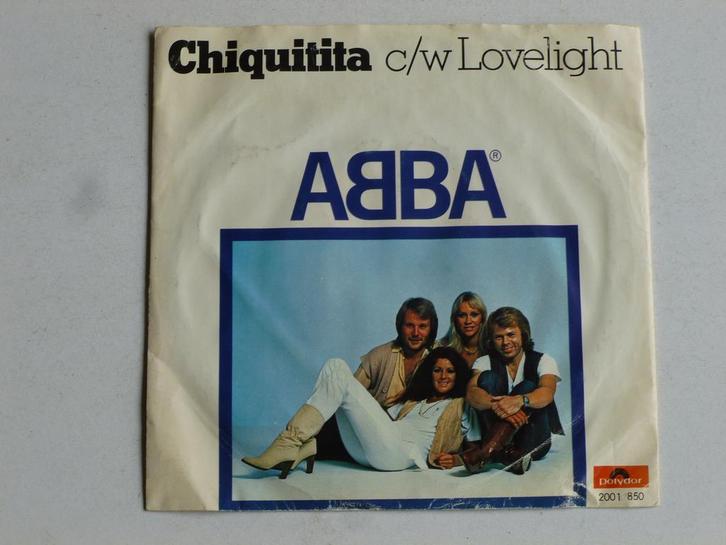 Chiquitita c/w Lovelight
ABBA®
Polydor
2001 850